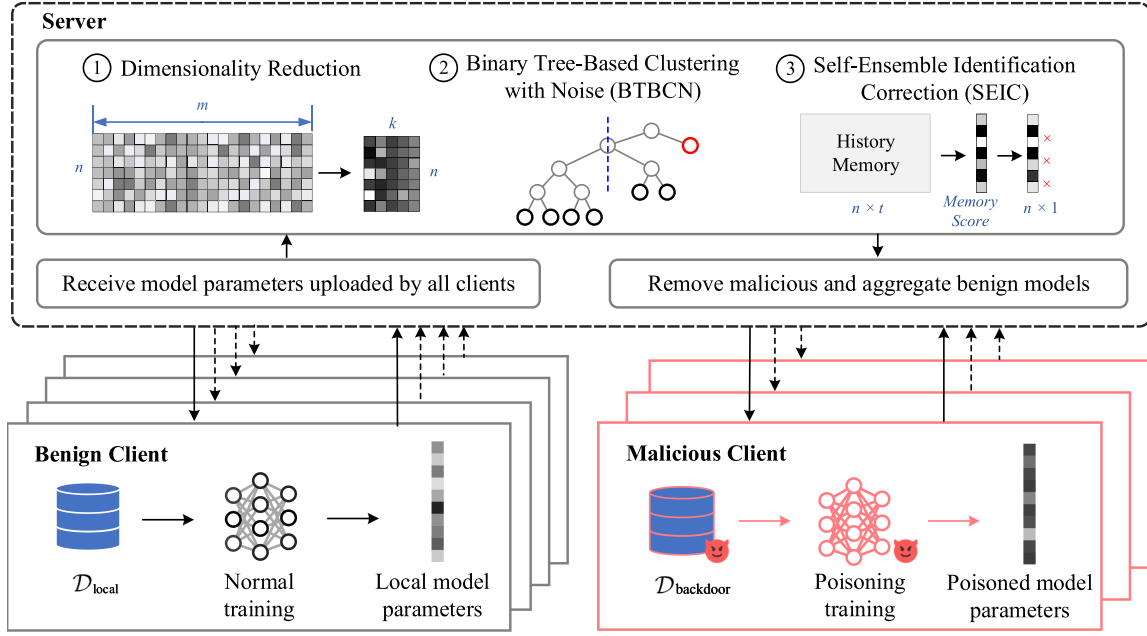 Server
1 Dimensionality Reduction
m
n
k
n
2 Binary Tree-Based Clustering
with Noise (BTBCN)
3 Self-Ensemble Identification
Correction (SEIC)
History
Memory
n × t
Memory
Score
n × 1
Receive model parameters uploaded by all clients
Remove malicious and aggregate benign models
Benign Client
𝒟local
Normal
training
Local model
parameters
Malicious Client
𝒟backdoor
Poisoning
training
Poisoned model
parameters